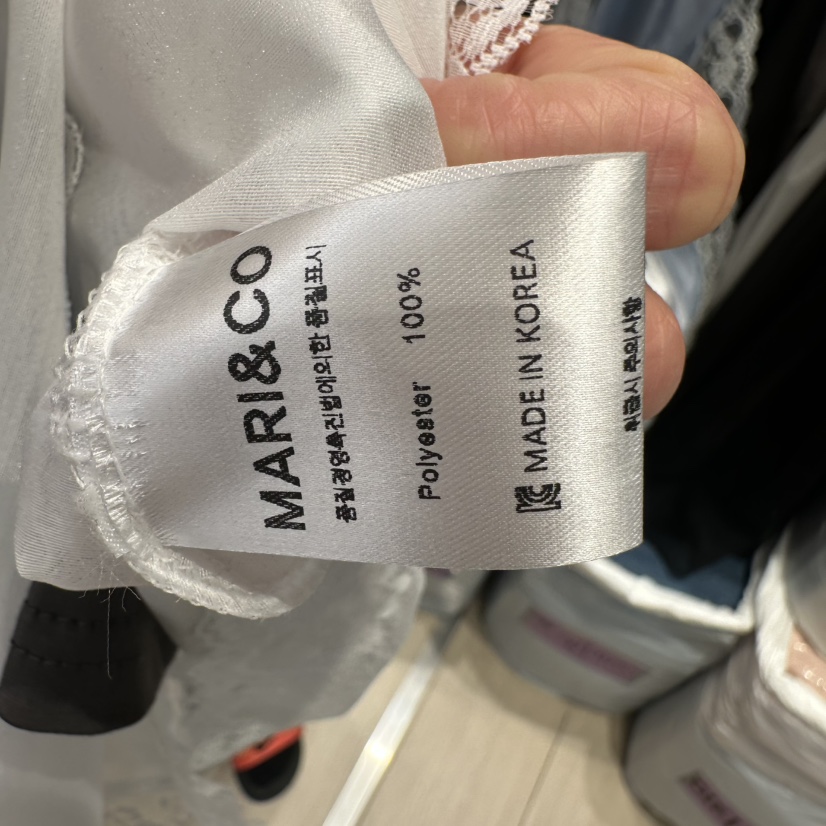 MARI&CO
품질경영촉진법에의한 품질표시
Polyester 100%
MADE IN KOREA
취급시 주의사항